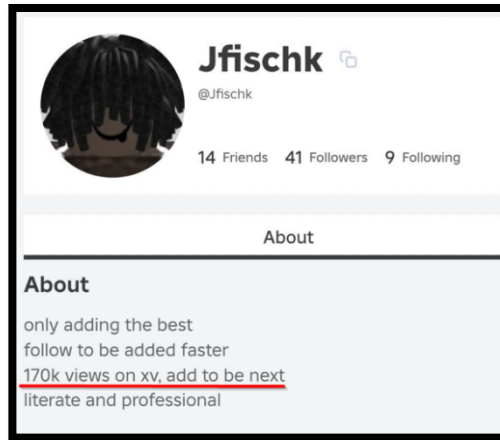 Jfischk
@Jfischk
14 Friends 41 Followers 9 Following
About
About
only adding the best
follow to be added faster
170k views on xv, add to be next
literate and professional